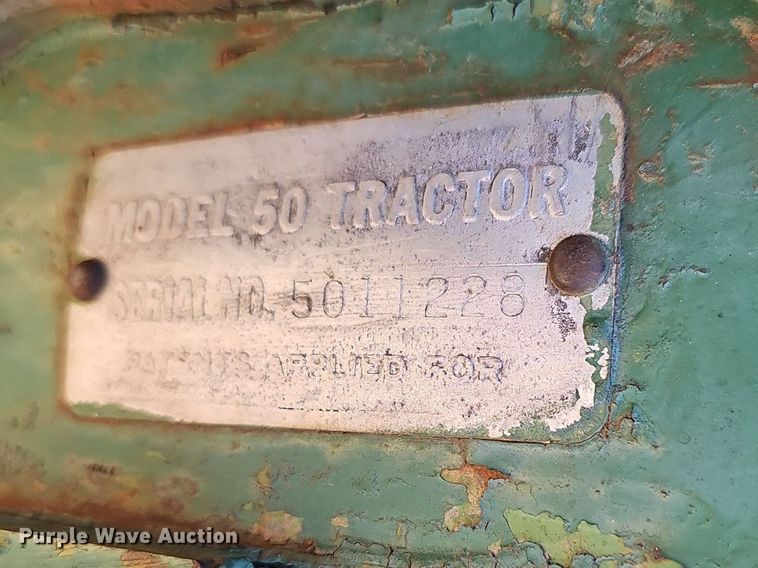 MODEL 50 TRACTOR
SERIAL NO. 5011228
PATENTS APPLIED FOR
Purple Wave Auction